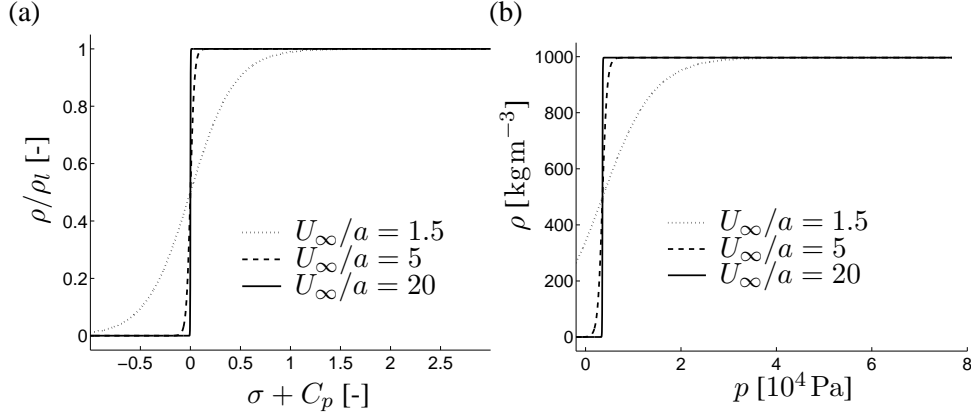 (a)
1
0.8
0.6
0.4
0.2
0
ρ/ρ_l [-]
U_∞/a = 1.5
U_∞/a = 5
U_∞/a = 20
−0.5 0 0.5 1 1.5 2 2.5
σ + C_p [-]
(b)
1000
800
600
400
200
0
ρ [kgm⁻³]
U_∞/a = 1.5
U_∞/a = 5
U_∞/a = 20
0 2 4 6 8
p [10⁴ Pa]